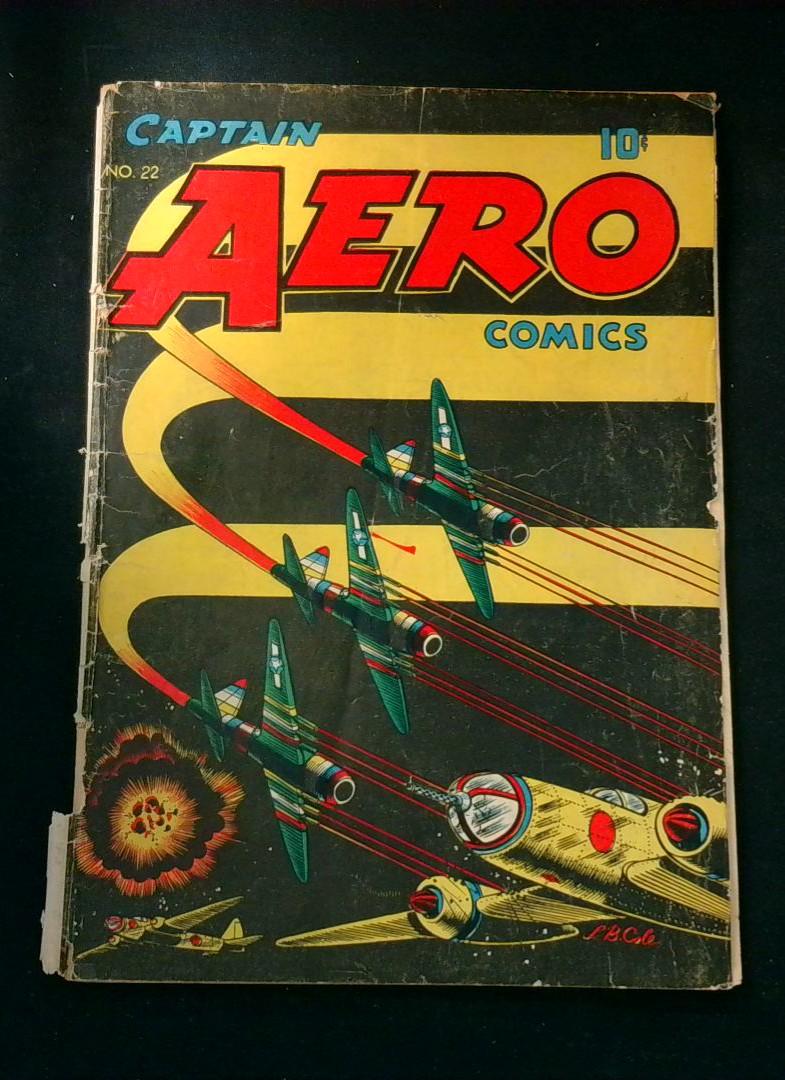 CAPTAIN
10¢
NO. 22
AERO
COMICS
L.B. Cole